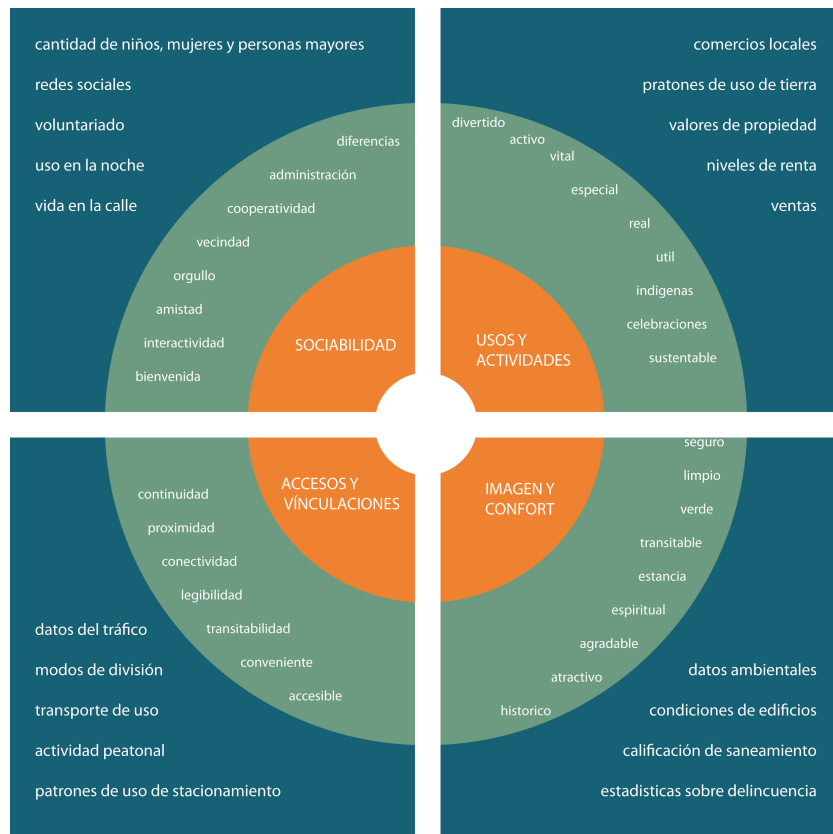 cantidad de niños, mujeres y personas mayores
redes sociales
voluntariado
uso en la noche
vida en la calle
diferencias
administración
cooperatividad
vecindad
orgullo
amistad
interactividad
bienvenida
SOCIABILIDAD
comercios locales
pratones de uso de tierra
valores de propiedad
niveles de renta
ventas
divertido
activo
vital
especial
real
util
indigenas
celebraciones
sustentable
USOS Y
ACTIVIDADES
ACCESOS Y
VÍNCULACIONES
continuidad
proximidad
conectividad
legibilidad
transitabilidad
conveniente
accesible
datos del tráfico
modos de división
transporte de uso
actividad peatonal
patrones de uso de stacionamiento
IMAGEN Y
CONFORT
seguro
limpio
verde
transitable
estancia
espiritual
agradable
atractivo
historico
datos ambientales
condiciones de edificios
calificación de saneamiento
estadisticas sobre delincuencia